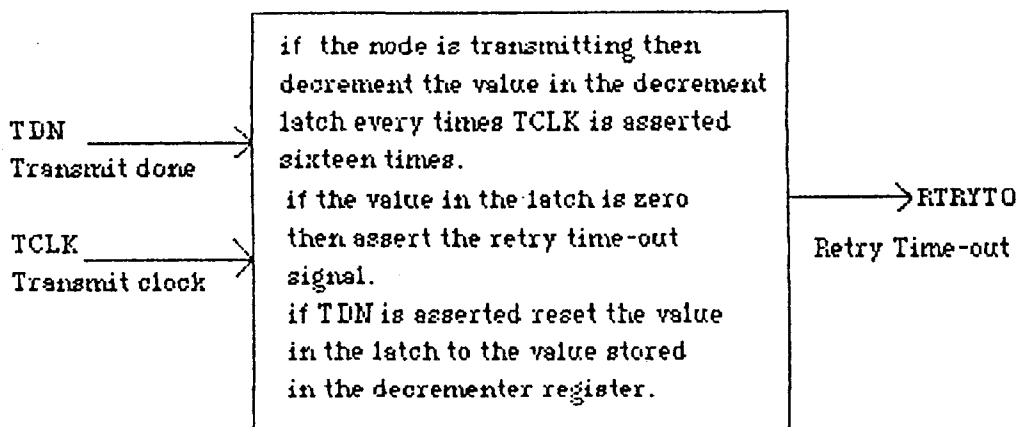 if the node is transmitting then
decrement the value in the decrement
latch every times TCLK is asserted
sixteen times.
if the value in the latch is zero
then assert the retry time-out
signal.
if TDN is asserted reset the value
in the latch to the value stored
in the decrementer register.
TDN
Transmit done
TCLK
Transmit clock
RTRYTO
Retry Time-out